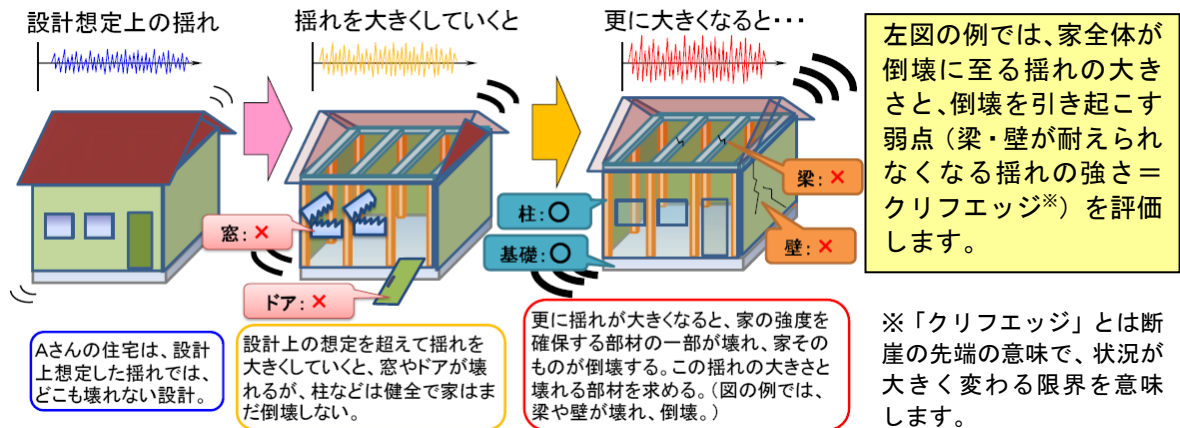 設計想定上の揺れ
揺れを大きくしていくと
更に大きくなると・・・
窓：×
ドア：×
柱：○
基礎：○
梁：×
壁：×
Aさんの住宅は、設計
上想定した揺れでは、
どこも壊れない設計。
設計上の想定を超えて揺れを
大きくしていくと、窓やドアが壊
れるが、柱などは健全で家はま
だ倒壊しない。
更に揺れが大きくなると、家の強度を
確保する部材の一部が壊れ、家その
ものが倒壊する。この揺れの大きさと
壊れる部材を求める。（図の例では、
梁や壁が壊れ、倒壊。）
左図の例では、家全体が
倒壊に至る揺れの大き
さと、倒壊を引き起こす
弱点（梁・壁が耐えられ
なくなる揺れの強さ＝
クリフエッジ※）を評価
します。
※「クリフエッジ」とは断
崖の先端の意味で、状況が
大きく変わる限界を意味
します。